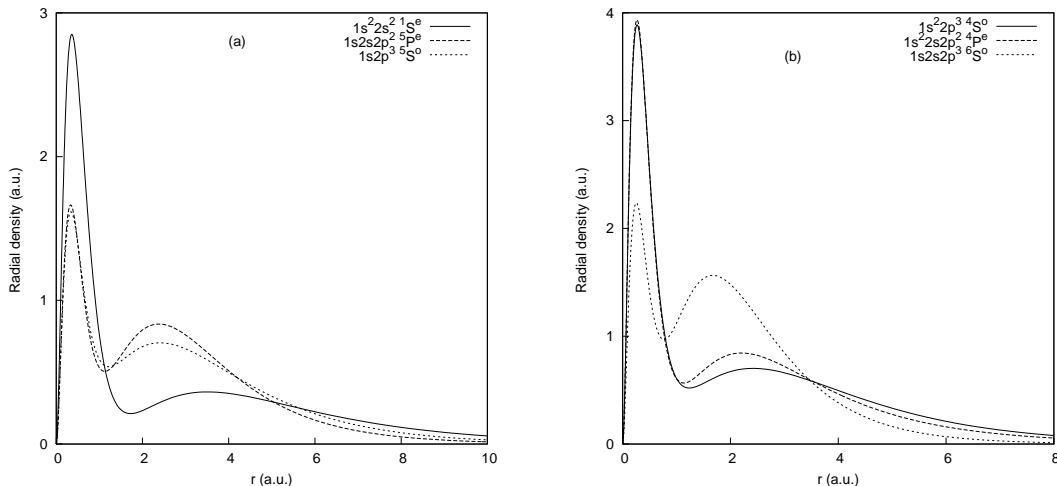 (a)
1s²2s² ¹Sᵉ
1s2s2p² ⁵Pᵉ
1s2p³ ⁵Sᵒ
Radial density (a.u.)
3
2
1
0
0 2 4 6 8 10
r (a.u.)
(b)
1s²2p³ ⁴Sᵒ
1s²2s2p² ⁴Pᵉ
1s2s2p³ ⁶Sᵒ
Radial density (a.u.)
4
3
2
1
0
0 2 4 6 8
r (a.u.)